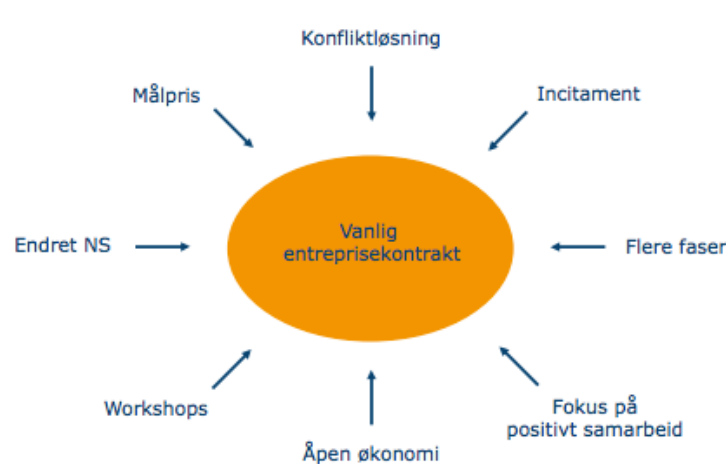 Konfliktløsning
Målpris
Incitament
Endret NS
Vanlig
entreprisekontrakt
Flere faser
Workshops
Fokus på
positivt samarbeid
Åpen økonomi